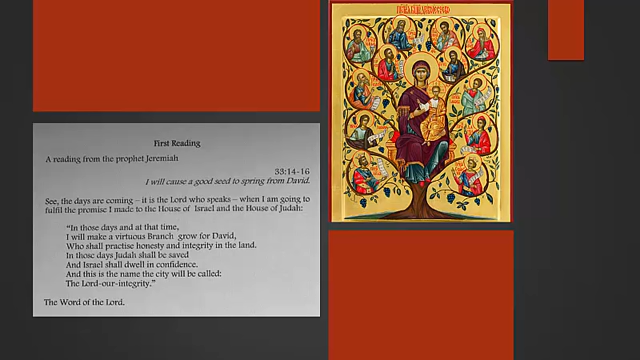 First Reading
A reading from the prophet Jeremiah
33:14-16
I will cause a good seed to spring from David.
See, the days are coming – it is the Lord who speaks – when I am going to
fulfil the promise I made to the House of Israel and the House of Judah:
“In those days and at that time,
I will make a virtuous Branch grow for David,
Who shall practise honesty and integrity in the land.
In those days Judah shall be saved
And Israel shall dwell in confidence.
And this is the name the city will be called:
The Lord-our-integrity.”
The Word of the Lord.